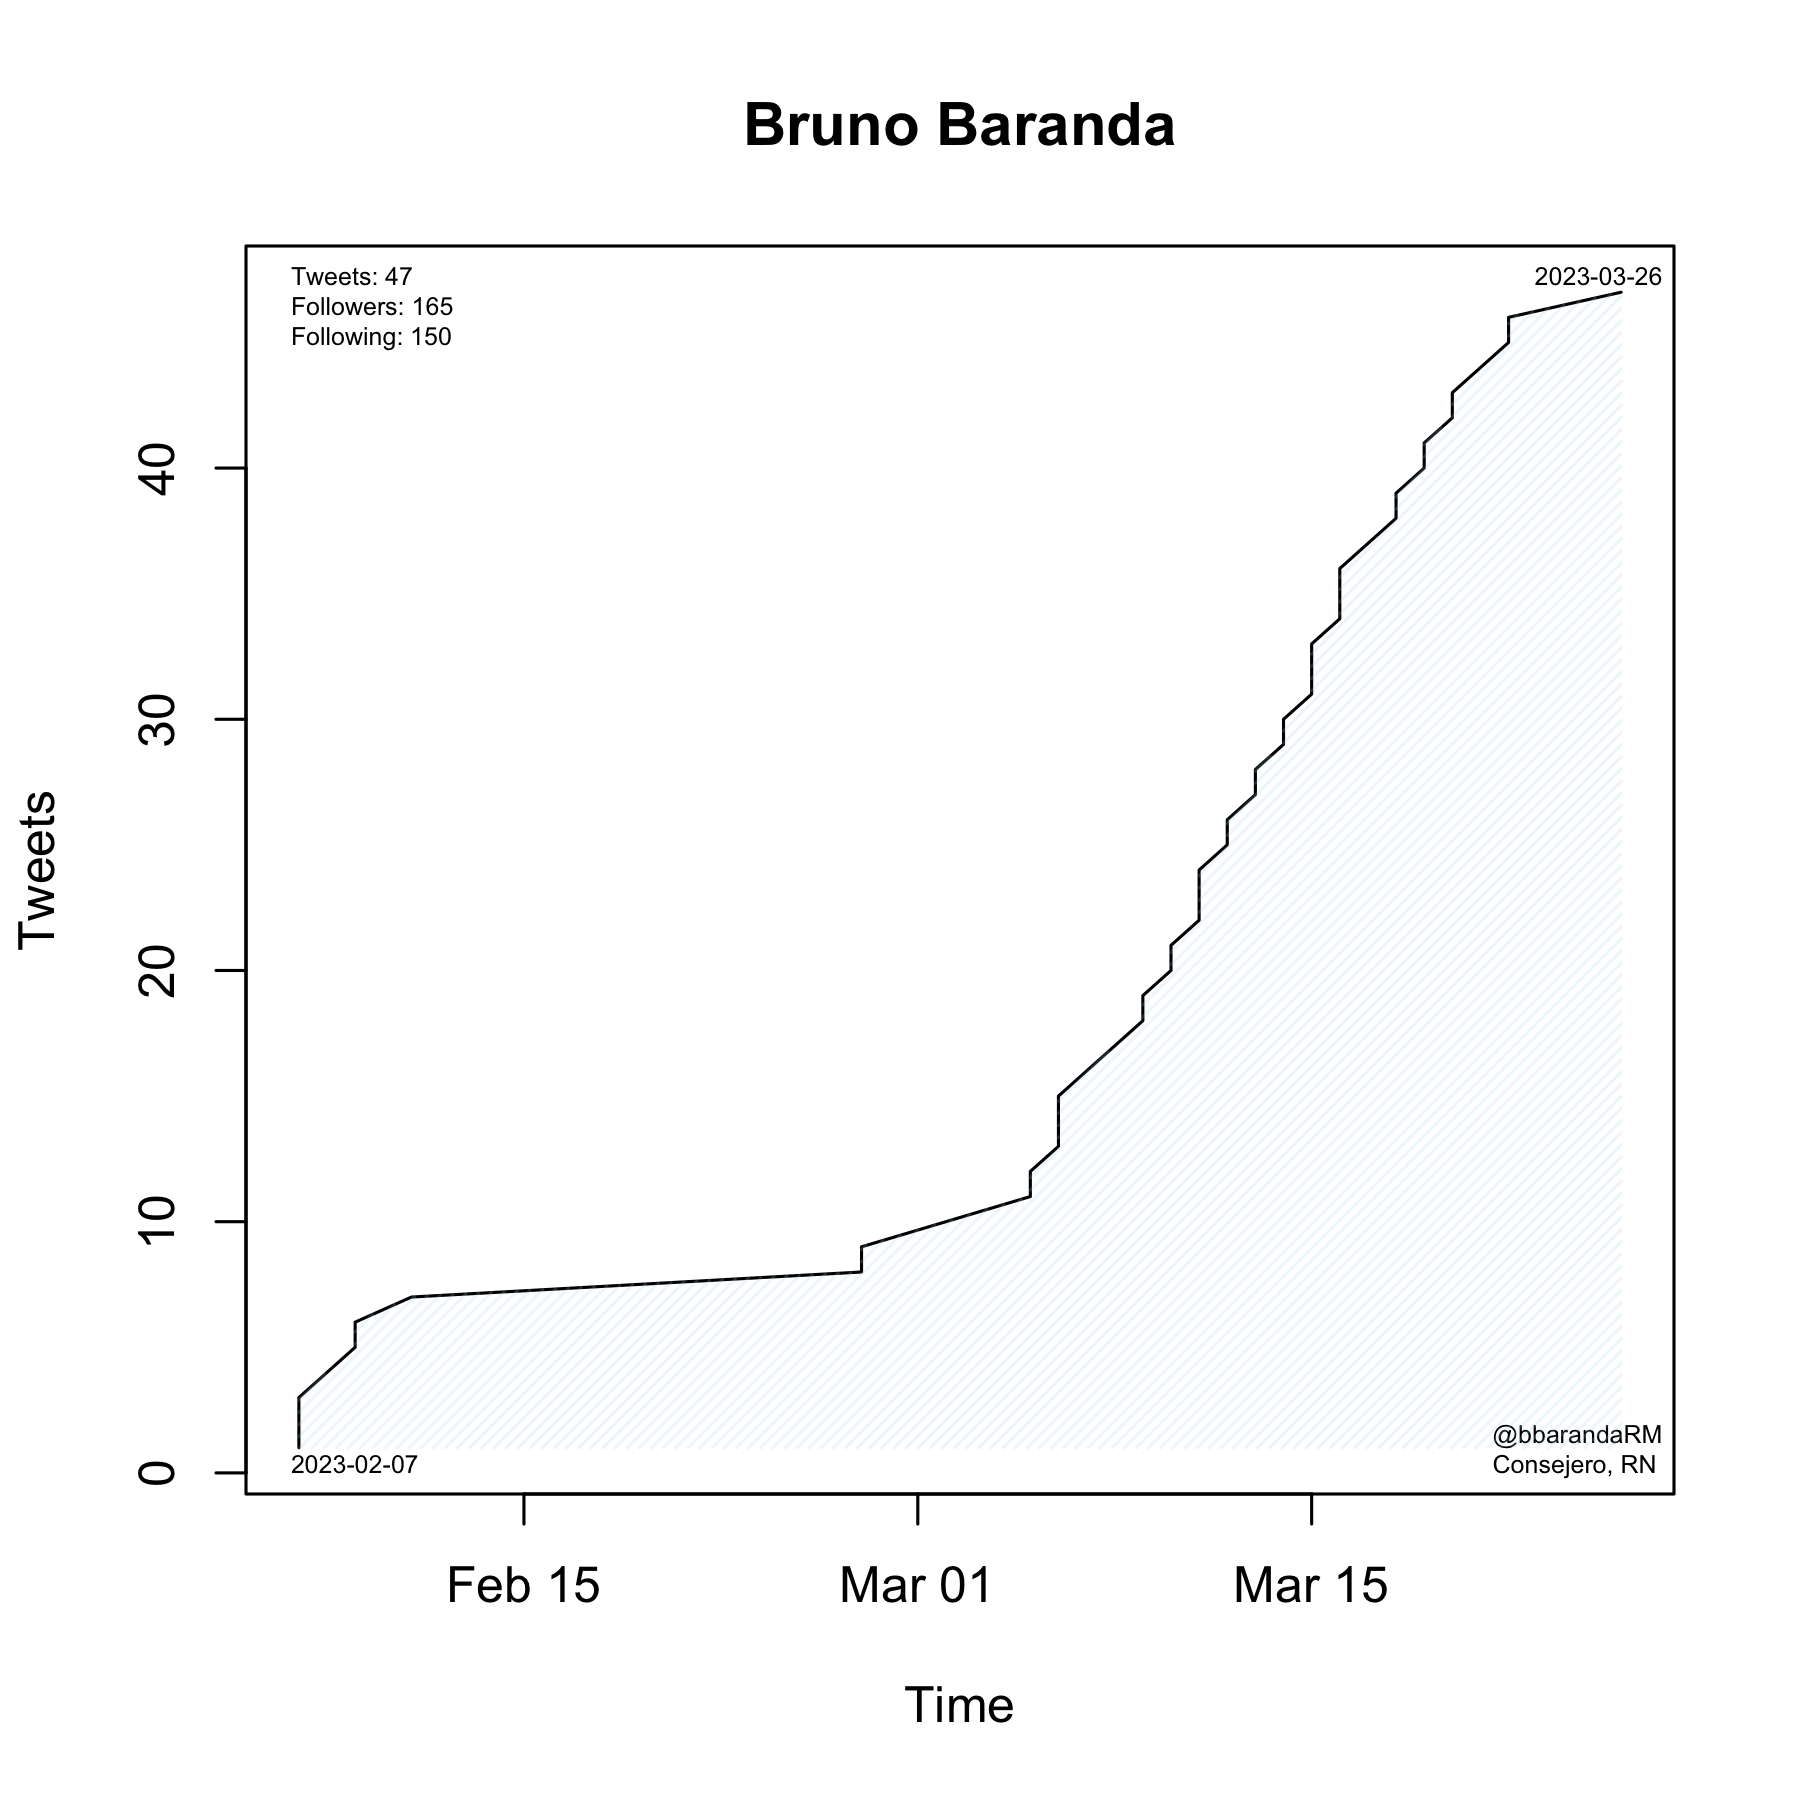 Bruno Baranda
Tweets: 47
Followers: 165
Following: 150
2023-03-26
40
30
20
10
0
Tweets
@bbarandaRM
Consejero, RN
2023-02-07
Feb 15
Mar 01
Mar 15
Time